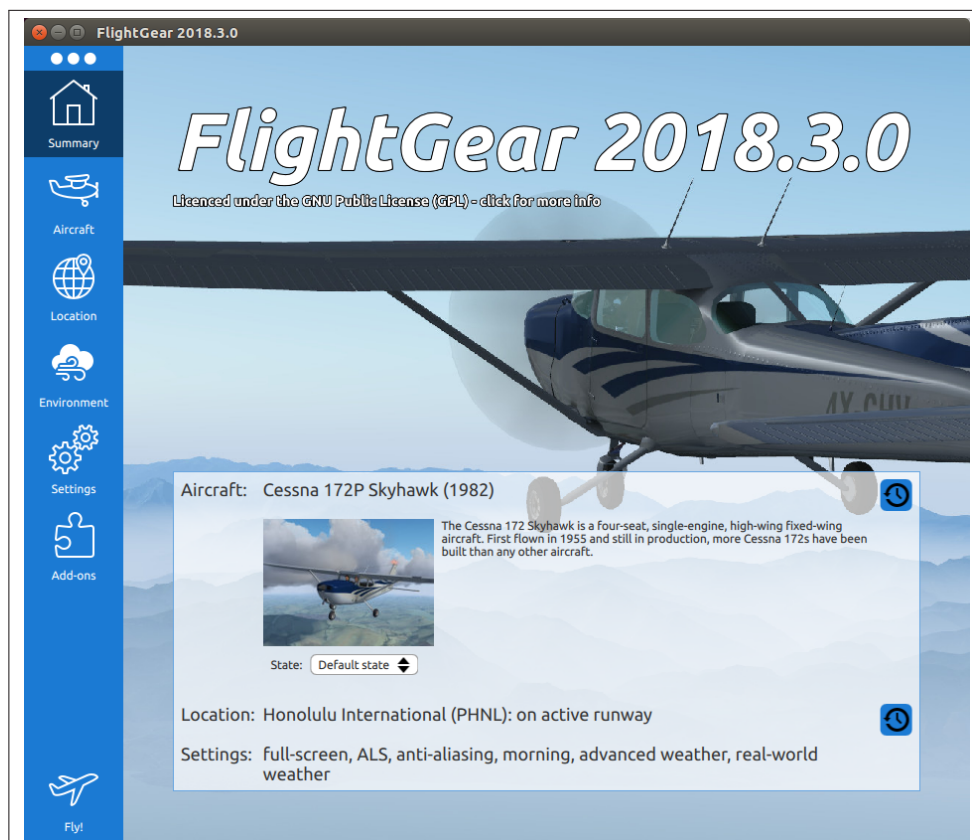 FlightGear 2018.3.0
Summary
Aircraft
Location
Environment
Settings
Add-ons
Fly!
FlightGear 2018.3.0
Licenced under the GNU Public License (GPL) - click for more info
4X-CHV
Aircraft: Cessna 172P Skyhawk (1982)
The Cessna 172 Skyhawk is a four-seat, single-engine, high-wing fixed-wing
aircraft. First flown in 1955 and still in production, more Cessna 172s have been
built than any other aircraft.
State: Default state
Location: Honolulu International (PHNL): on active runway
Settings: full-screen, ALS, anti-aliasing, morning, advanced weather, real-world
weather